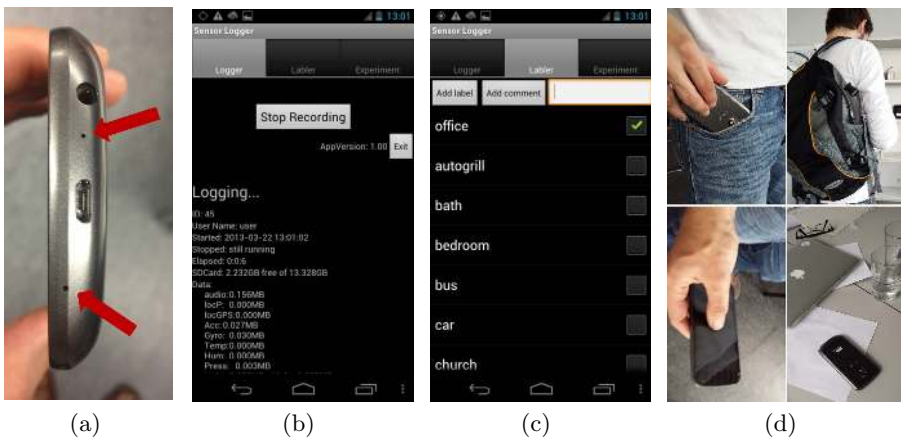 13:01
Sensor Logger
Logger Labler Experiment
Stop Recording
AppVersion: 1.00 Exit
Logging...
ID: 45
User Name: user
Started: 2013-03-22 13:01:02
Stopped: still running
Elapsed: 0:0:6
SDCard: 2.232GB free of 13.328GB
Data:
audio:0.156MB
locP: 0.000MB
locGPS:0.000MB
Acc:0.027MB
Gyro: 0.030MB
Temp:0.000MB
Hum: 0.000MB
Press: 0.003MB
13:01
Sensor Logger
Logger Labler Experiment
Add label Add comment
office
autogrill
bath
bedroom
bus
car
church
(a) (b) (c) (d)